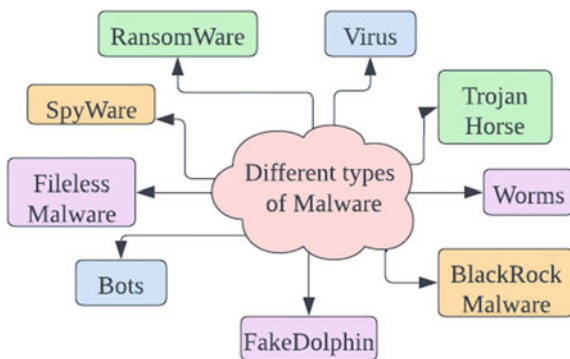 RansomWare
Virus
SpyWare
Trojan
Horse
Different types
of Malware
Fileless
Malware
Worms
Bots
BlackRock
Malware
FakeDolphin